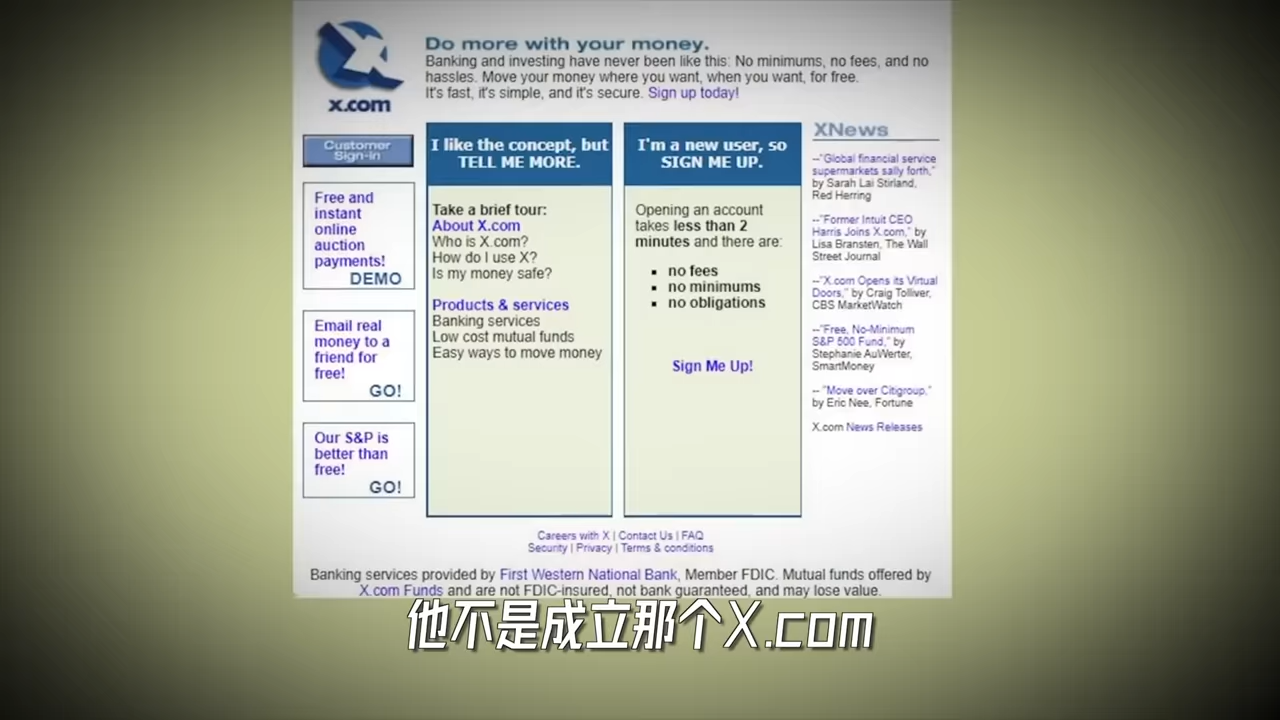 x.com
Do more with your money.
Banking and investing have never been like this: No minimums, no fees, and no
hassles. Move your money where you want, when you want, for free.
It's fast, it's simple, and it's secure. Sign up today!
Customer
Sign-in
Free and
instant
online
auction
payments!
DEMO
Email real
money to a
friend for
free!
GO!
Our S&P is
better than
free!
GO!
I like the concept, but
TELL ME MORE.
Take a brief tour:
About X.com
Who is X.com?
How do I use X?
Is my money safe?
Products & services
Banking services
Low cost mutual funds
Easy ways to move money
I'm a new user, so
SIGN ME UP.
Opening an account
takes less than 2
minutes and there are:
▪ no fees
▪ no minimums
▪ no obligations
Sign Me Up!
XNews
--"Global financial service
supermarkets sally forth,"
by Sarah Lai Stirland,
Red Herring
--"Former Intuit CEO
Harris Joins X.com," by
Lisa Bransten, The Wall
Street Journal
--"X.com Opens its Virtual
Doors," by Craig Tolliver,
CBS MarketWatch
--"Free, No-Minimum
S&P 500 Fund," by
Stephanie AuWerter,
SmartMoney
-- "Move over Citigroup,"
by Eric Nee, Fortune
X.com News Releases
Careers with X | Contact Us | FAQ
Security | Privacy | Terms & conditions
Banking services provided by First Western National Bank, Member FDIC. Mutual funds offered by
X.com Funds and are not FDIC-insured, not bank guaranteed, and may lose value.
他不是成立那个X.com